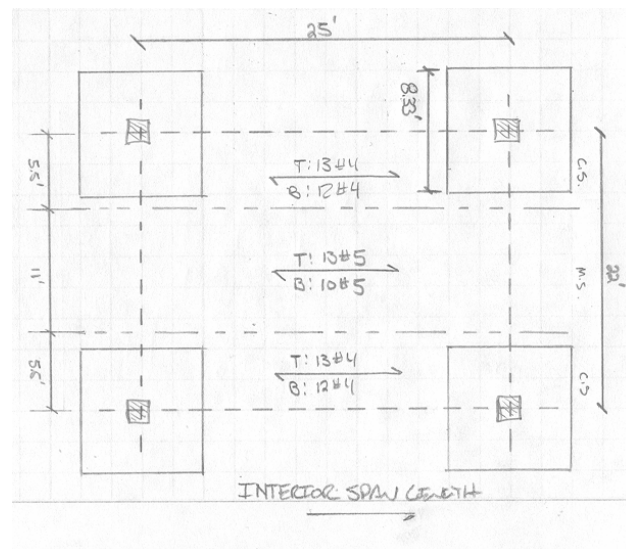 25'
8.33'
C.S.
5.5'
T: 13#4
B: 12#4
11'
T: 13#5
B: 10#5
M.S.
22'
5.5'
T: 13#4
B: 12#4
C.S
INTERIOR SPAN LENGTH